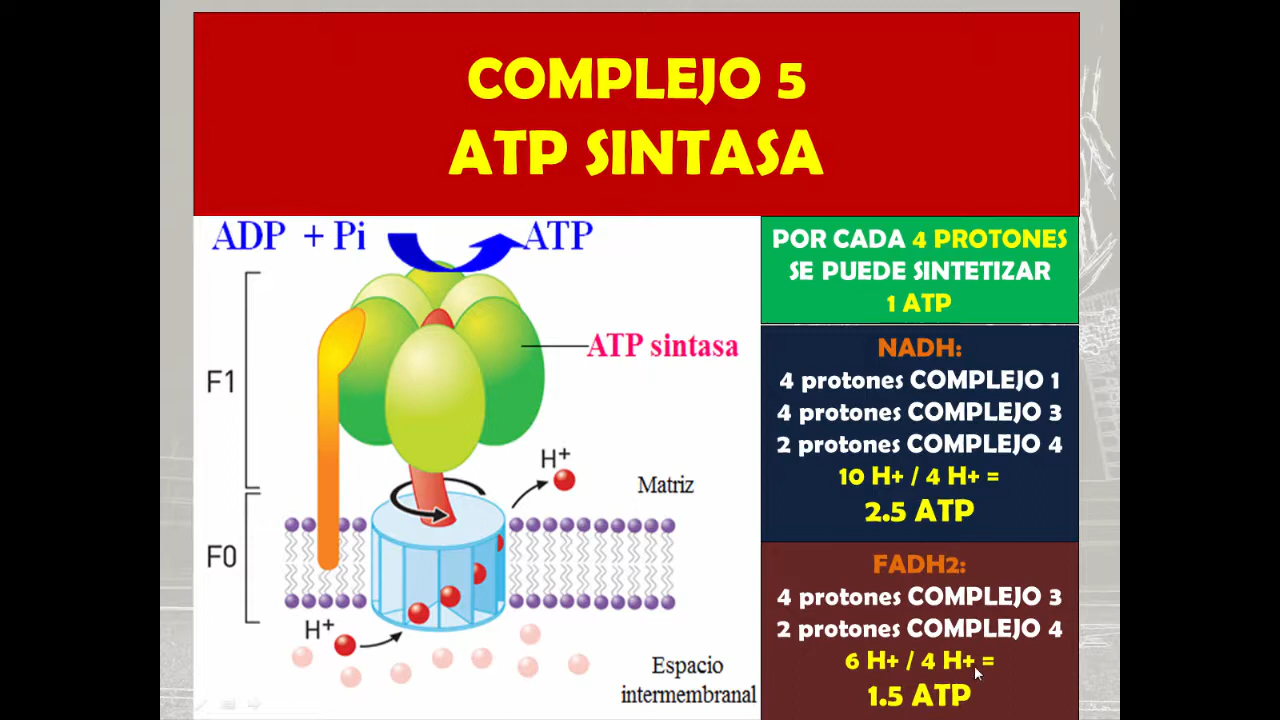 COMPLEJO 5
ATP SINTASA
ADP + Pi
ATP
F1
ATP sintasa
H+
Matriz
F0
H+
Espacio
intermembranal
POR CADA 4 PROTONES
SE PUEDE SINTETIZAR
1 ATP
NADH:
4 protones COMPLEJO 1
4 protones COMPLEJO 3
2 protones COMPLEJO 4
10 H+ / 4 H+ =
2.5 ATP
FADH2:
4 protones COMPLEJO 3
2 protones COMPLEJO 4
6 H+ / 4 H+ =
1.5 ATP